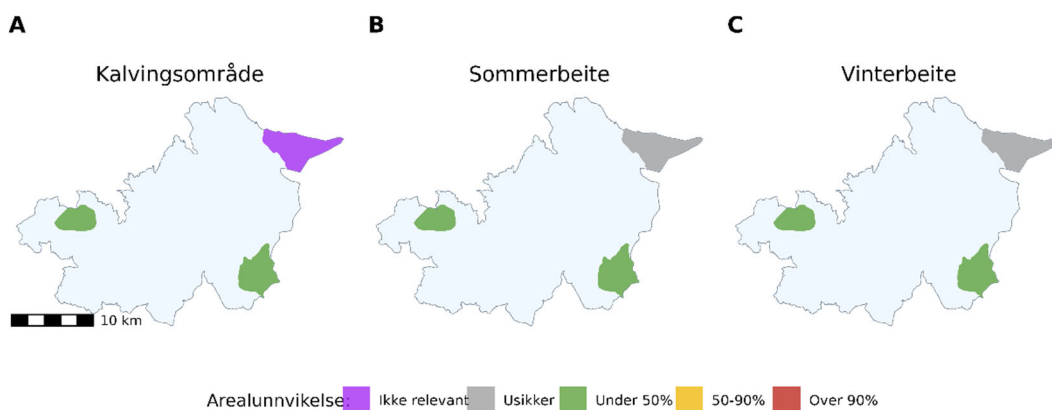 A B C
Kalvingsområde Sommerbeite Vinterbeite
10 km
Arealunnvikelse: Ikke relevant Usikker Under 50% 50-90% Over 90%